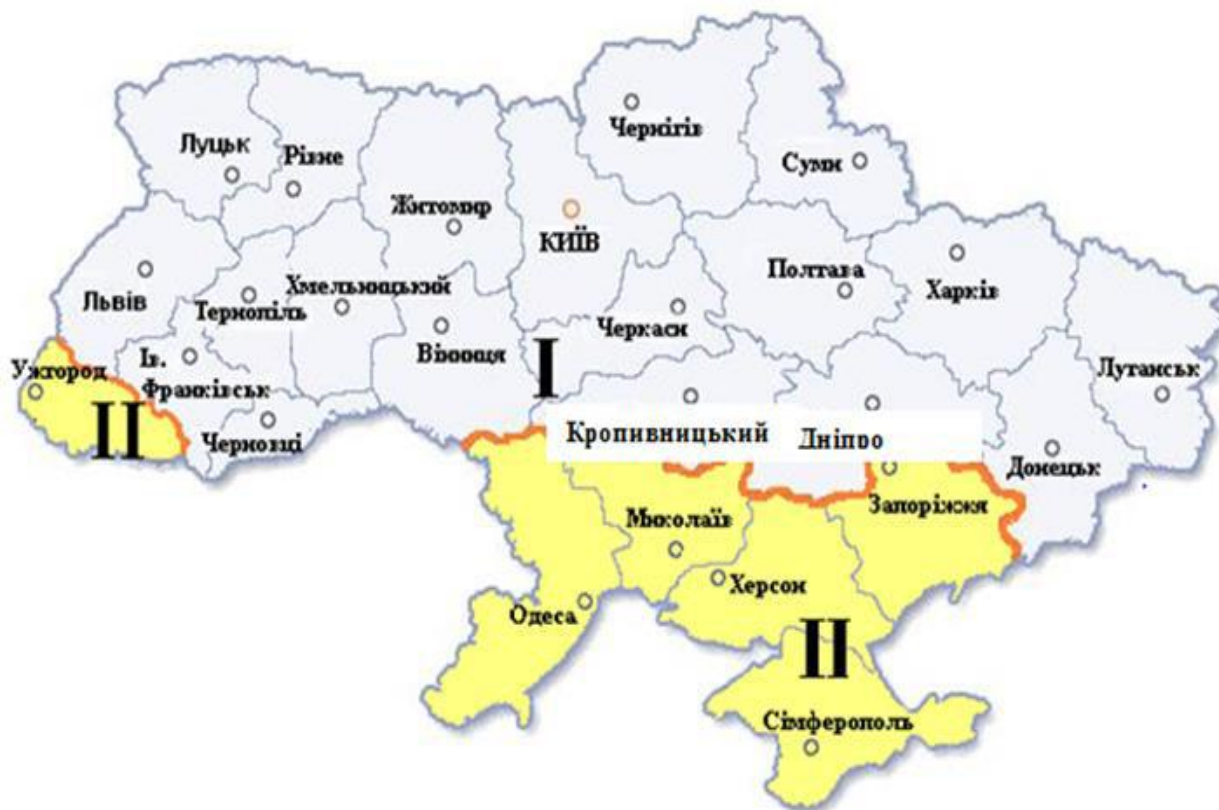 Чернігів
Луцьк
Рівне
Суми
Житомир
КИЇВ
Полтава
Харків
Львів
Тернопіль
Хмельницький
Черкаси
Вінниця
I
Ужгород
Ів.
Франківськ
Луганськ
II
Черновці
Кропивницький
Дніпро
Донецьк
Запоріжжя
Миколаїв
Херсон
Одеса
II
Сімферополь